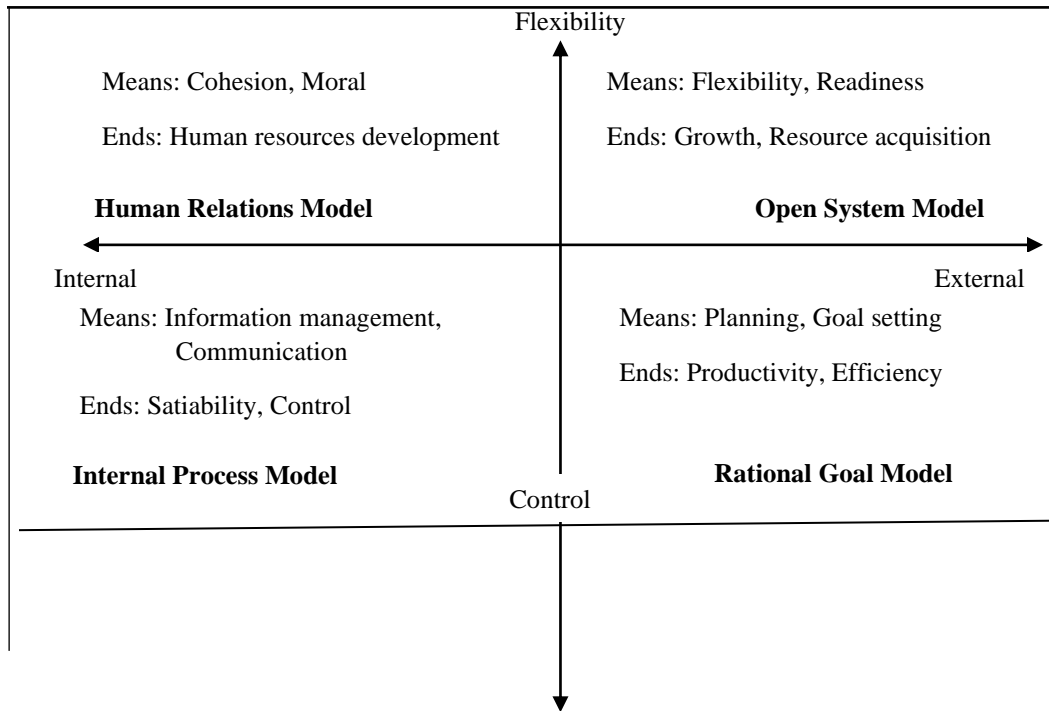 Flexibility
Means: Cohesion, Moral
Ends: Human resources development
Human Relations Model
Means: Flexibility, Readiness
Ends: Growth, Resource acquisition
Open System Model
Internal
External
Means: Information management,
Communication
Ends: Satiability, Control
Internal Process Model
Means: Planning, Goal setting
Ends: Productivity, Efficiency
Rational Goal Model
Control